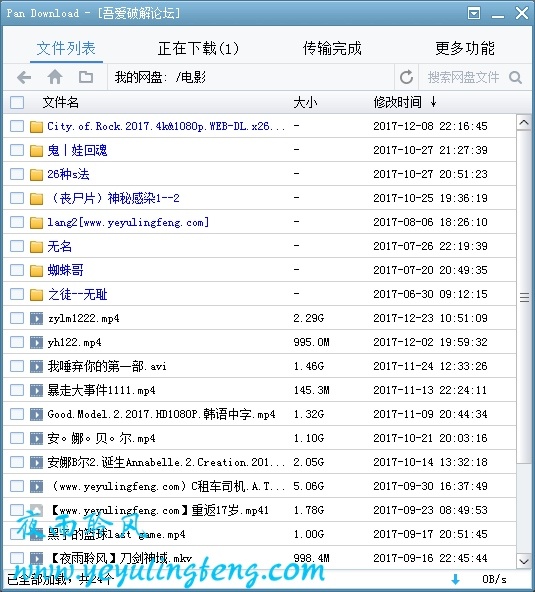 Pan Download - [吾爱破解论坛]
文件列表 正在下载(1) 传输完成 更多功能
我的网盘: /电影 搜索网盘文件
文件名 大小 修改时间 ↓
City.of.Rock.2017.4k&1080p.WEB-DL.x26... - 2017-12-08 22:16:45
鬼｜娃回魂 - 2017-10-27 21:27:39
26种s法 - 2017-10-27 20:51:23
（丧尸片）神秘感染1--2 - 2017-10-25 19:36:19
lang2[www.yeyulingfeng.com] - 2017-08-06 18:26:10
无名 - 2017-07-26 22:19:39
蜘蛛哥 - 2017-07-20 20:49:35
之徒--无耻 - 2017-06-30 09:12:15
zylm1222.mp4 2.29G 2017-12-23 10:51:09
yh122.mp4 995.0M 2017-12-02 19:59:32
我唾弃你的第一部.avi 1.46G 2017-11-24 12:33:26
暴走大事件1111.mp4 145.3M 2017-11-13 22:24:11
Good.Model.2.2017.HD1080P.韩语中字.mp4 1.32G 2017-11-09 20:44:34
安。娜。贝。尔.mp4 1.10G 2017-10-21 20:03:16
安娜B尔2.诞生Annabelle.2.Creation.201... 2.05G 2017-10-14 13:32:18
（www.yeyulingfeng.com）C租车司机.A.T... 5.06G 2017-09-30 16:37:49
【www.yeyulingfeng.com】重返17岁.mp41 1.78G 2017-09-23 08:49:53
黑子的篮球last game.mp4 1.00G 2017-09-17 20:51:45
【夜雨聆风】刀剑神域.mkv 998.4M 2017-09-16 22:45:44
夜雨聆风
www.yeyulingfeng.com
已全部加载，共24个 0B/s